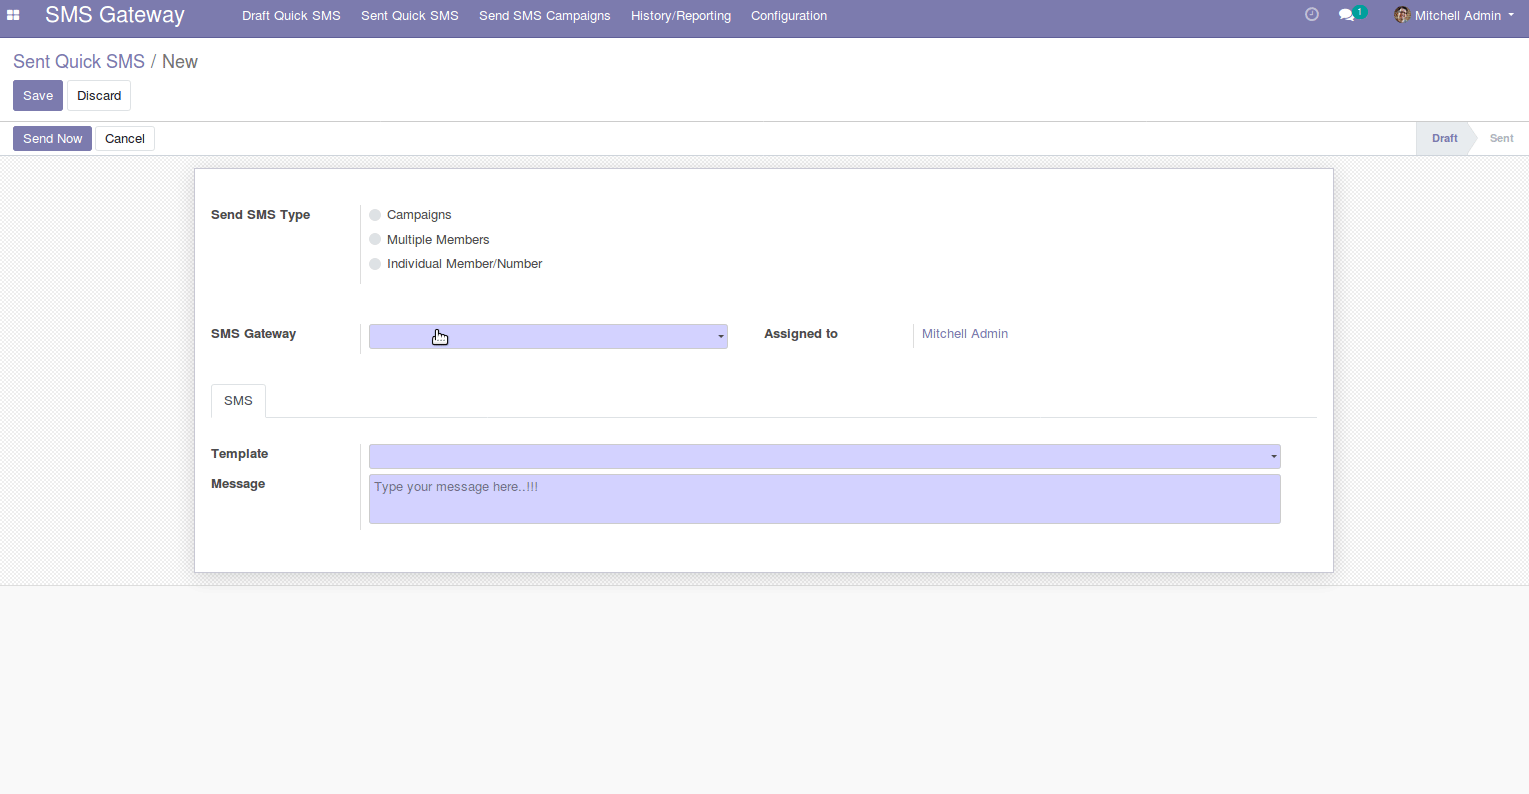 SMS Gateway Draft Quick SMS Sent Quick SMS Send SMS Campaigns History/Reporting Configuration 1 Mitchell Admin
Sent Quick SMS / New
Save Discard
Send Now Cancel Draft Sent
Send SMS Type Campaigns
Multiple Members
Individual Member/Number
SMS Gateway Assigned to Mitchell Admin
SMS
Template
Message Type your message here..!!!